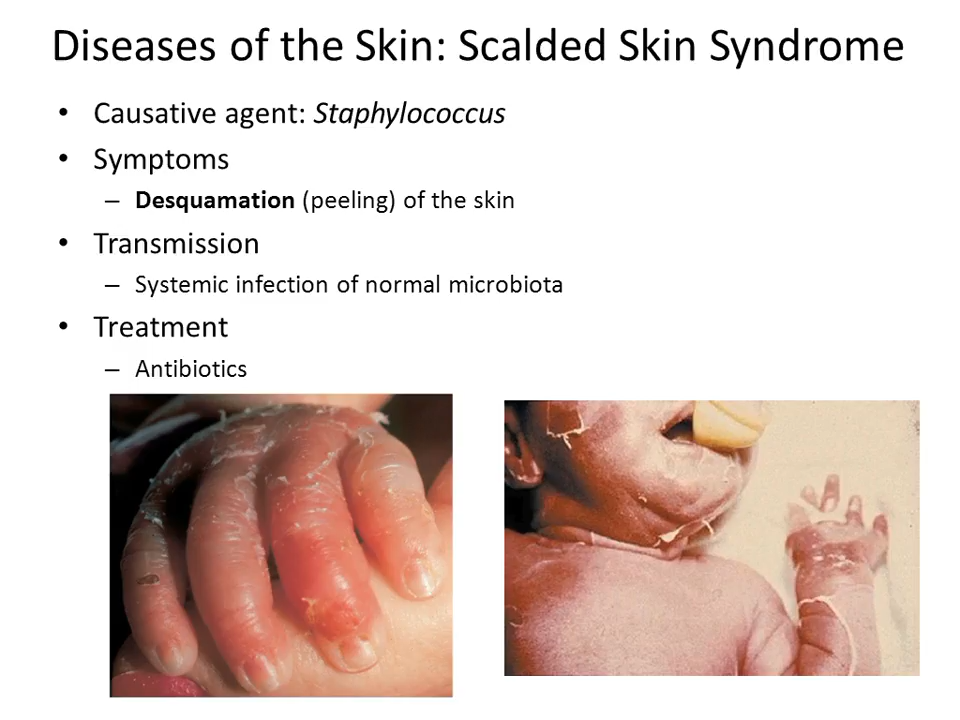 Diseases of the Skin: Scalded Skin Syndrome
• Causative agent: Staphylococcus
• Symptoms
– Desquamation (peeling) of the skin
• Transmission
– Systemic infection of normal microbiota
• Treatment
– Antibiotics